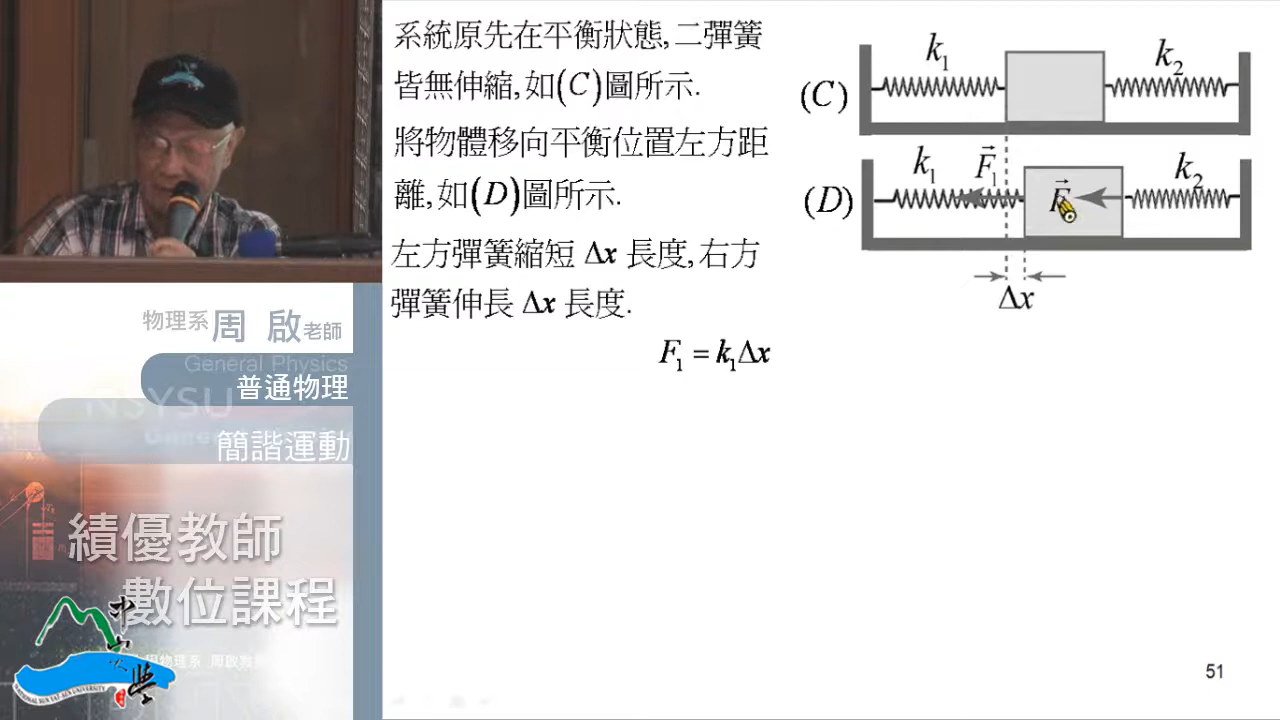 系統原先在平衡狀態, 二彈簧
皆無伸縮, 如(C)圖所示.
將物體移向平衡位置左方距
離, 如(D)圖所示.
左方彈簧縮短 Δx 長度, 右方
彈簧伸長 Δx 長度.
F₁ = k₁Δx
(C)
k₁
k₂
(D)
k₁
F⃗₁
k₂
Δx
51
物理系 周 啟 老師
General Physics
普通物理
NSYSU
簡諧運動
績優教師
數位課程